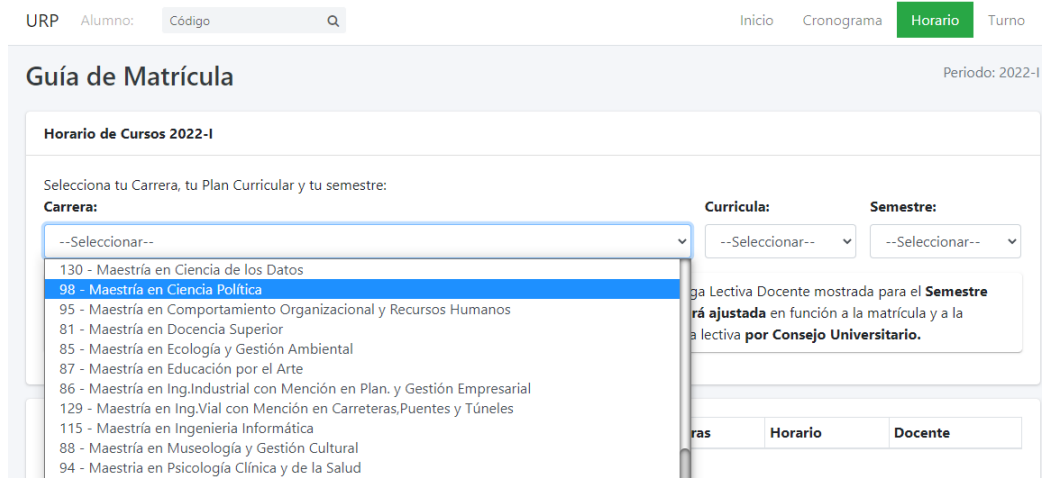 URP Alumno: Código Inicio Cronograma Horario Turno
Guía de Matrícula Periodo: 2022-I
Horario de Cursos 2022-I
Selecciona tu Carrera, tu Plan Curricular y tu semestre:
Carrera: Curricula: Semestre:
--Seleccionar-- --Seleccionar-- --Seleccionar--
130 - Maestría en Ciencia de los Datos
98 - Maestría en Ciencia Política
95 - Maestría en Comportamiento Organizacional y Recursos Humanos
81 - Maestría en Docencia Superior
85 - Maestría en Ecología y Gestión Ambiental
87 - Maestría en Educación por el Arte
86 - Maestría en Ing.Industrial con Mención en Plan. y Gestión Empresarial
129 - Maestría en Ing.Vial con Mención en Carreteras,Puentes y Túneles
115 - Maestría en Ingenieria Informática
88 - Maestría en Museología y Gestión Cultural
94 - Maestria en Psicología Clínica y de la Salud
ga Lectiva Docente mostrada para el Semestre
rá ajustada en función a la matrícula y a la
a lectiva por Consejo Universitario.
ras Horario Docente